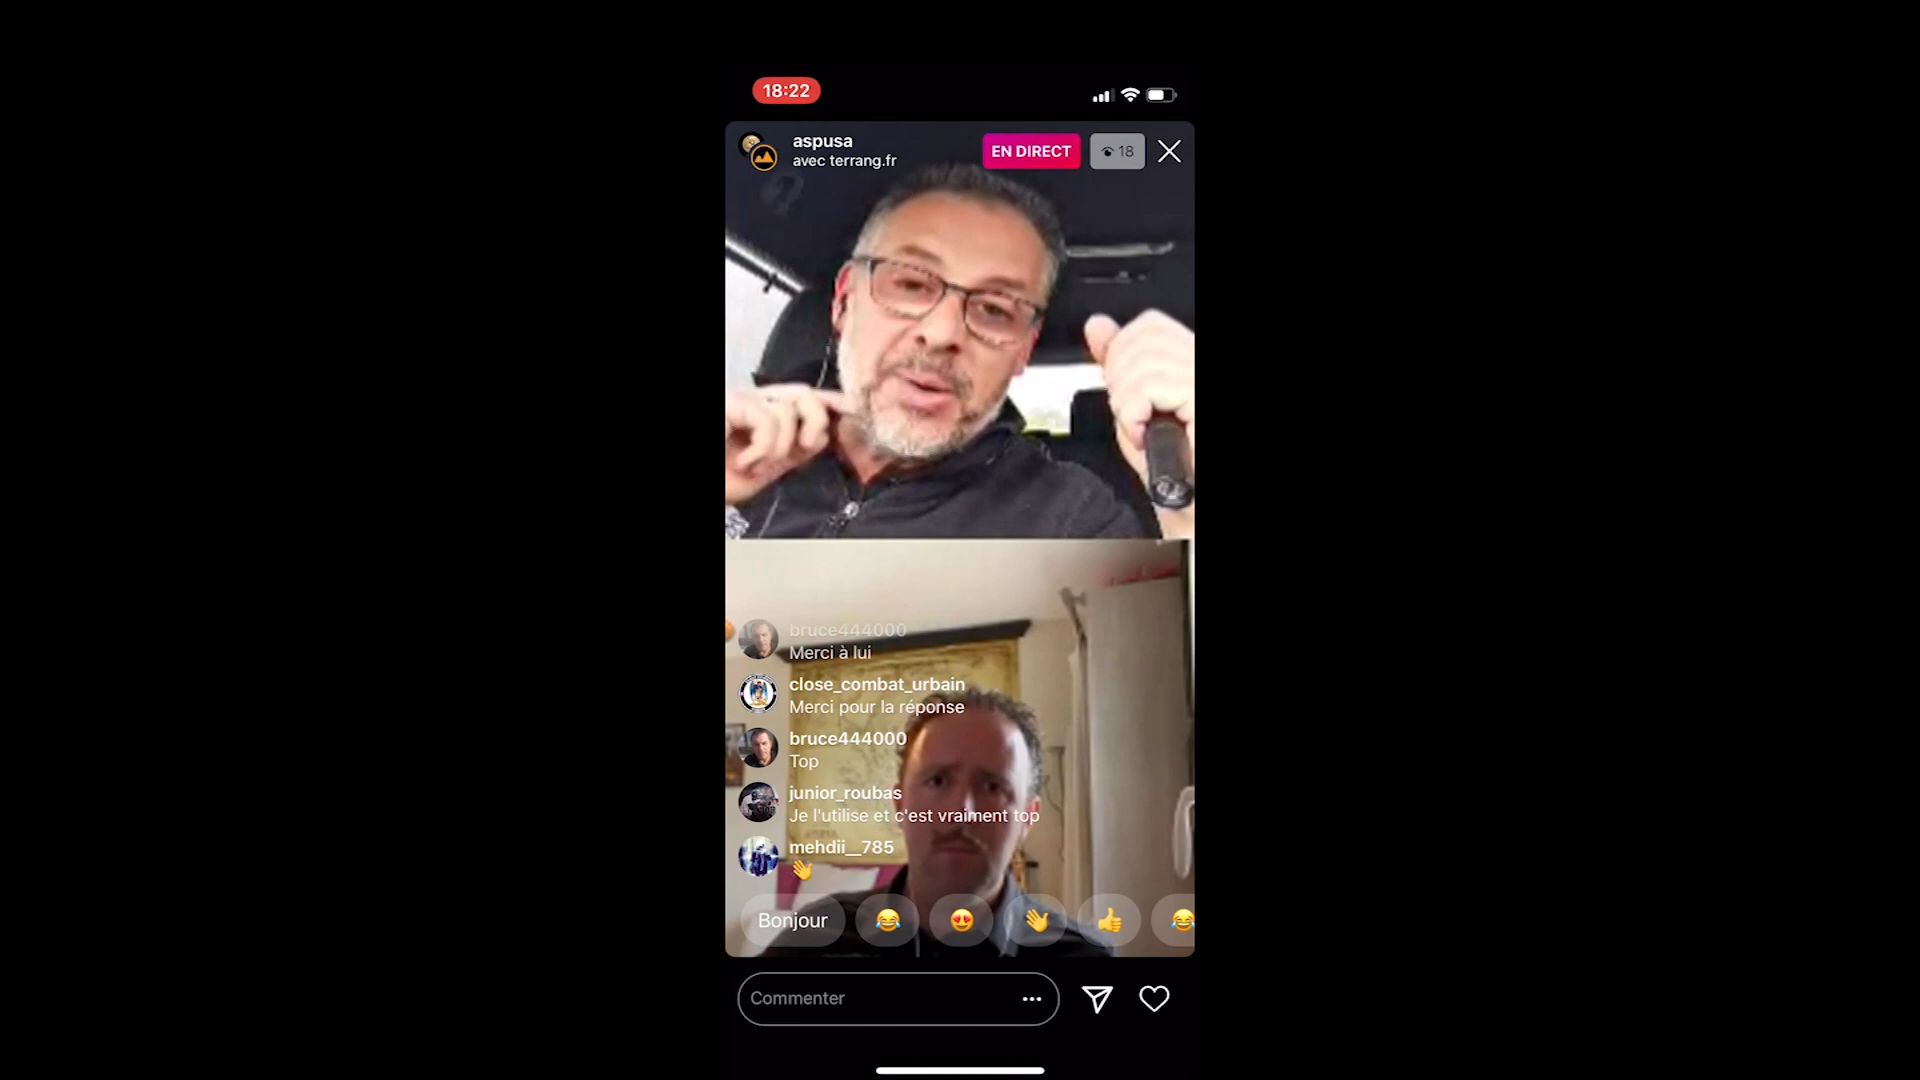 18:22
aspusa
avec terrang.fr
EN DIRECT
18
bruce444000
Merci à lui
close_combat_urbain
Merci pour la réponse
bruce444000
Top
junior_roubas
Je l'utilise et c'est vraiment top
mehdii__785
Bonjour
Commenter